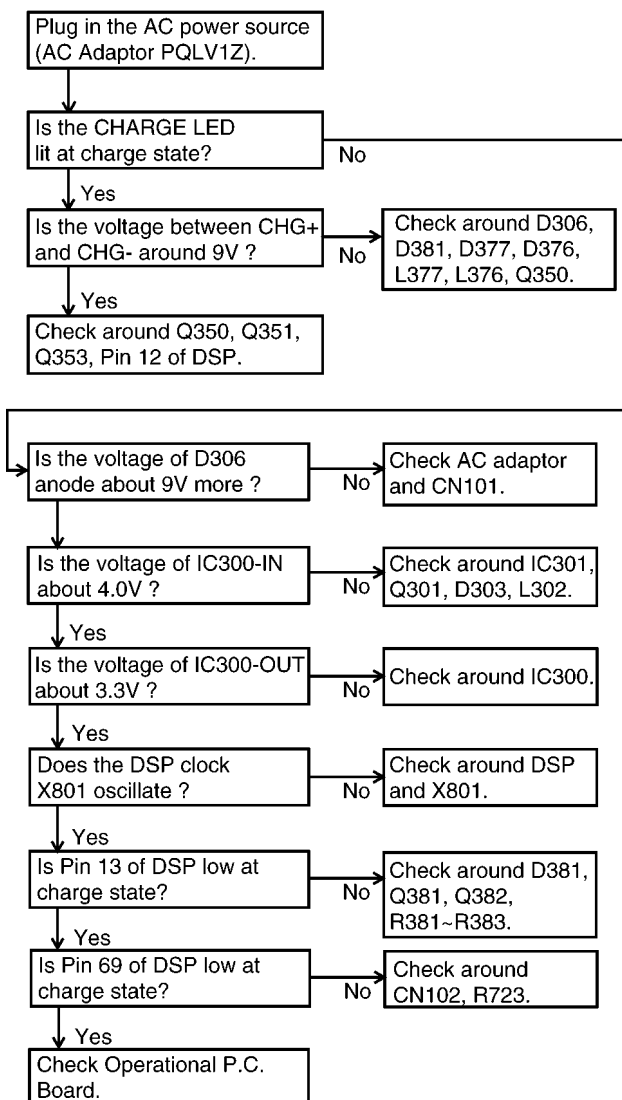 Plug in the AC power source
(AC Adaptor PQLV1Z).
Is the CHARGE LED
lit at charge state?
No
Yes
Is the voltage between CHG+
and CHG- around 9V ?
No
Check around D306,
D381, D377, D376,
L377, L376, Q350.
Yes
Check around Q350, Q351,
Q353, Pin 12 of DSP.
Is the voltage of D306
anode about 9V more ?
No
Check AC adaptor
and CN101.
Is the voltage of IC300-IN
about 4.0V ?
No
Check around IC301,
Q301, D303, L302.
Yes
Is the voltage of IC300-OUT
about 3.3V ?
No
Check around IC300.
Yes
Does the DSP clock
X801 oscillate ?
No
Check around DSP
and X801.
Yes
Is Pin 13 of DSP low at
charge state?
No
Check around D381,
Q381, Q382,
R381~R383.
Yes
Is Pin 69 of DSP low at
charge state?
No
Check around
CN102, R723.
Yes
Check Operational P.C.
Board.